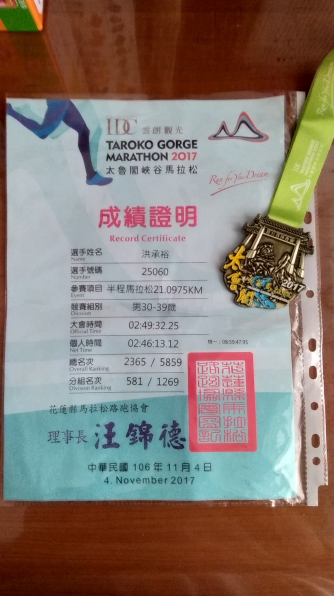 IDC 雲朗觀光
TAROKO GORGE
MARATHON 2017
太魯閣峽谷馬拉松
Run for Your Dream
成績證明
Record Certificate
選手姓名 洪承裕
Name
選手號碼 25060
Number
參賽項目 半程馬拉松21.0975KM
Event
競賽組別 男30-39歲
Division
大會時間 02:49:32.25
Official Time
個人時間 02:46:13.12
Net Time
總名次 2365 / 5859
Overall Ranking
分組名次 581 / 1269
Division Ranking
花蓮縣馬拉松路跑協會
理事長 汪錦德
中華民國 106 年 11 月 4 日
4. November 2017
太魯閣
2017